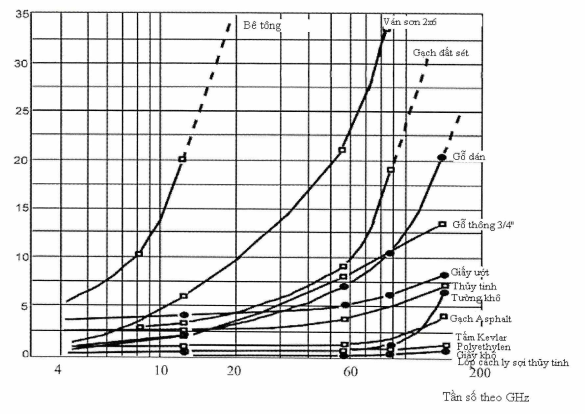 35
Bê tông
Ván sơn 2x6
30
Gạch đất sét
25
20
Gỗ dán
15
Gỗ thông 3/4"
10
Giấy ướt
Thủy tinh
Tường khô
5
Gạch Asphalt
Tấm Kevlar
Polyethylen
Giấy khô
Lớp cách ly sợi thủy tinh
0
4
10
20
60
200
Tần số theo GHz